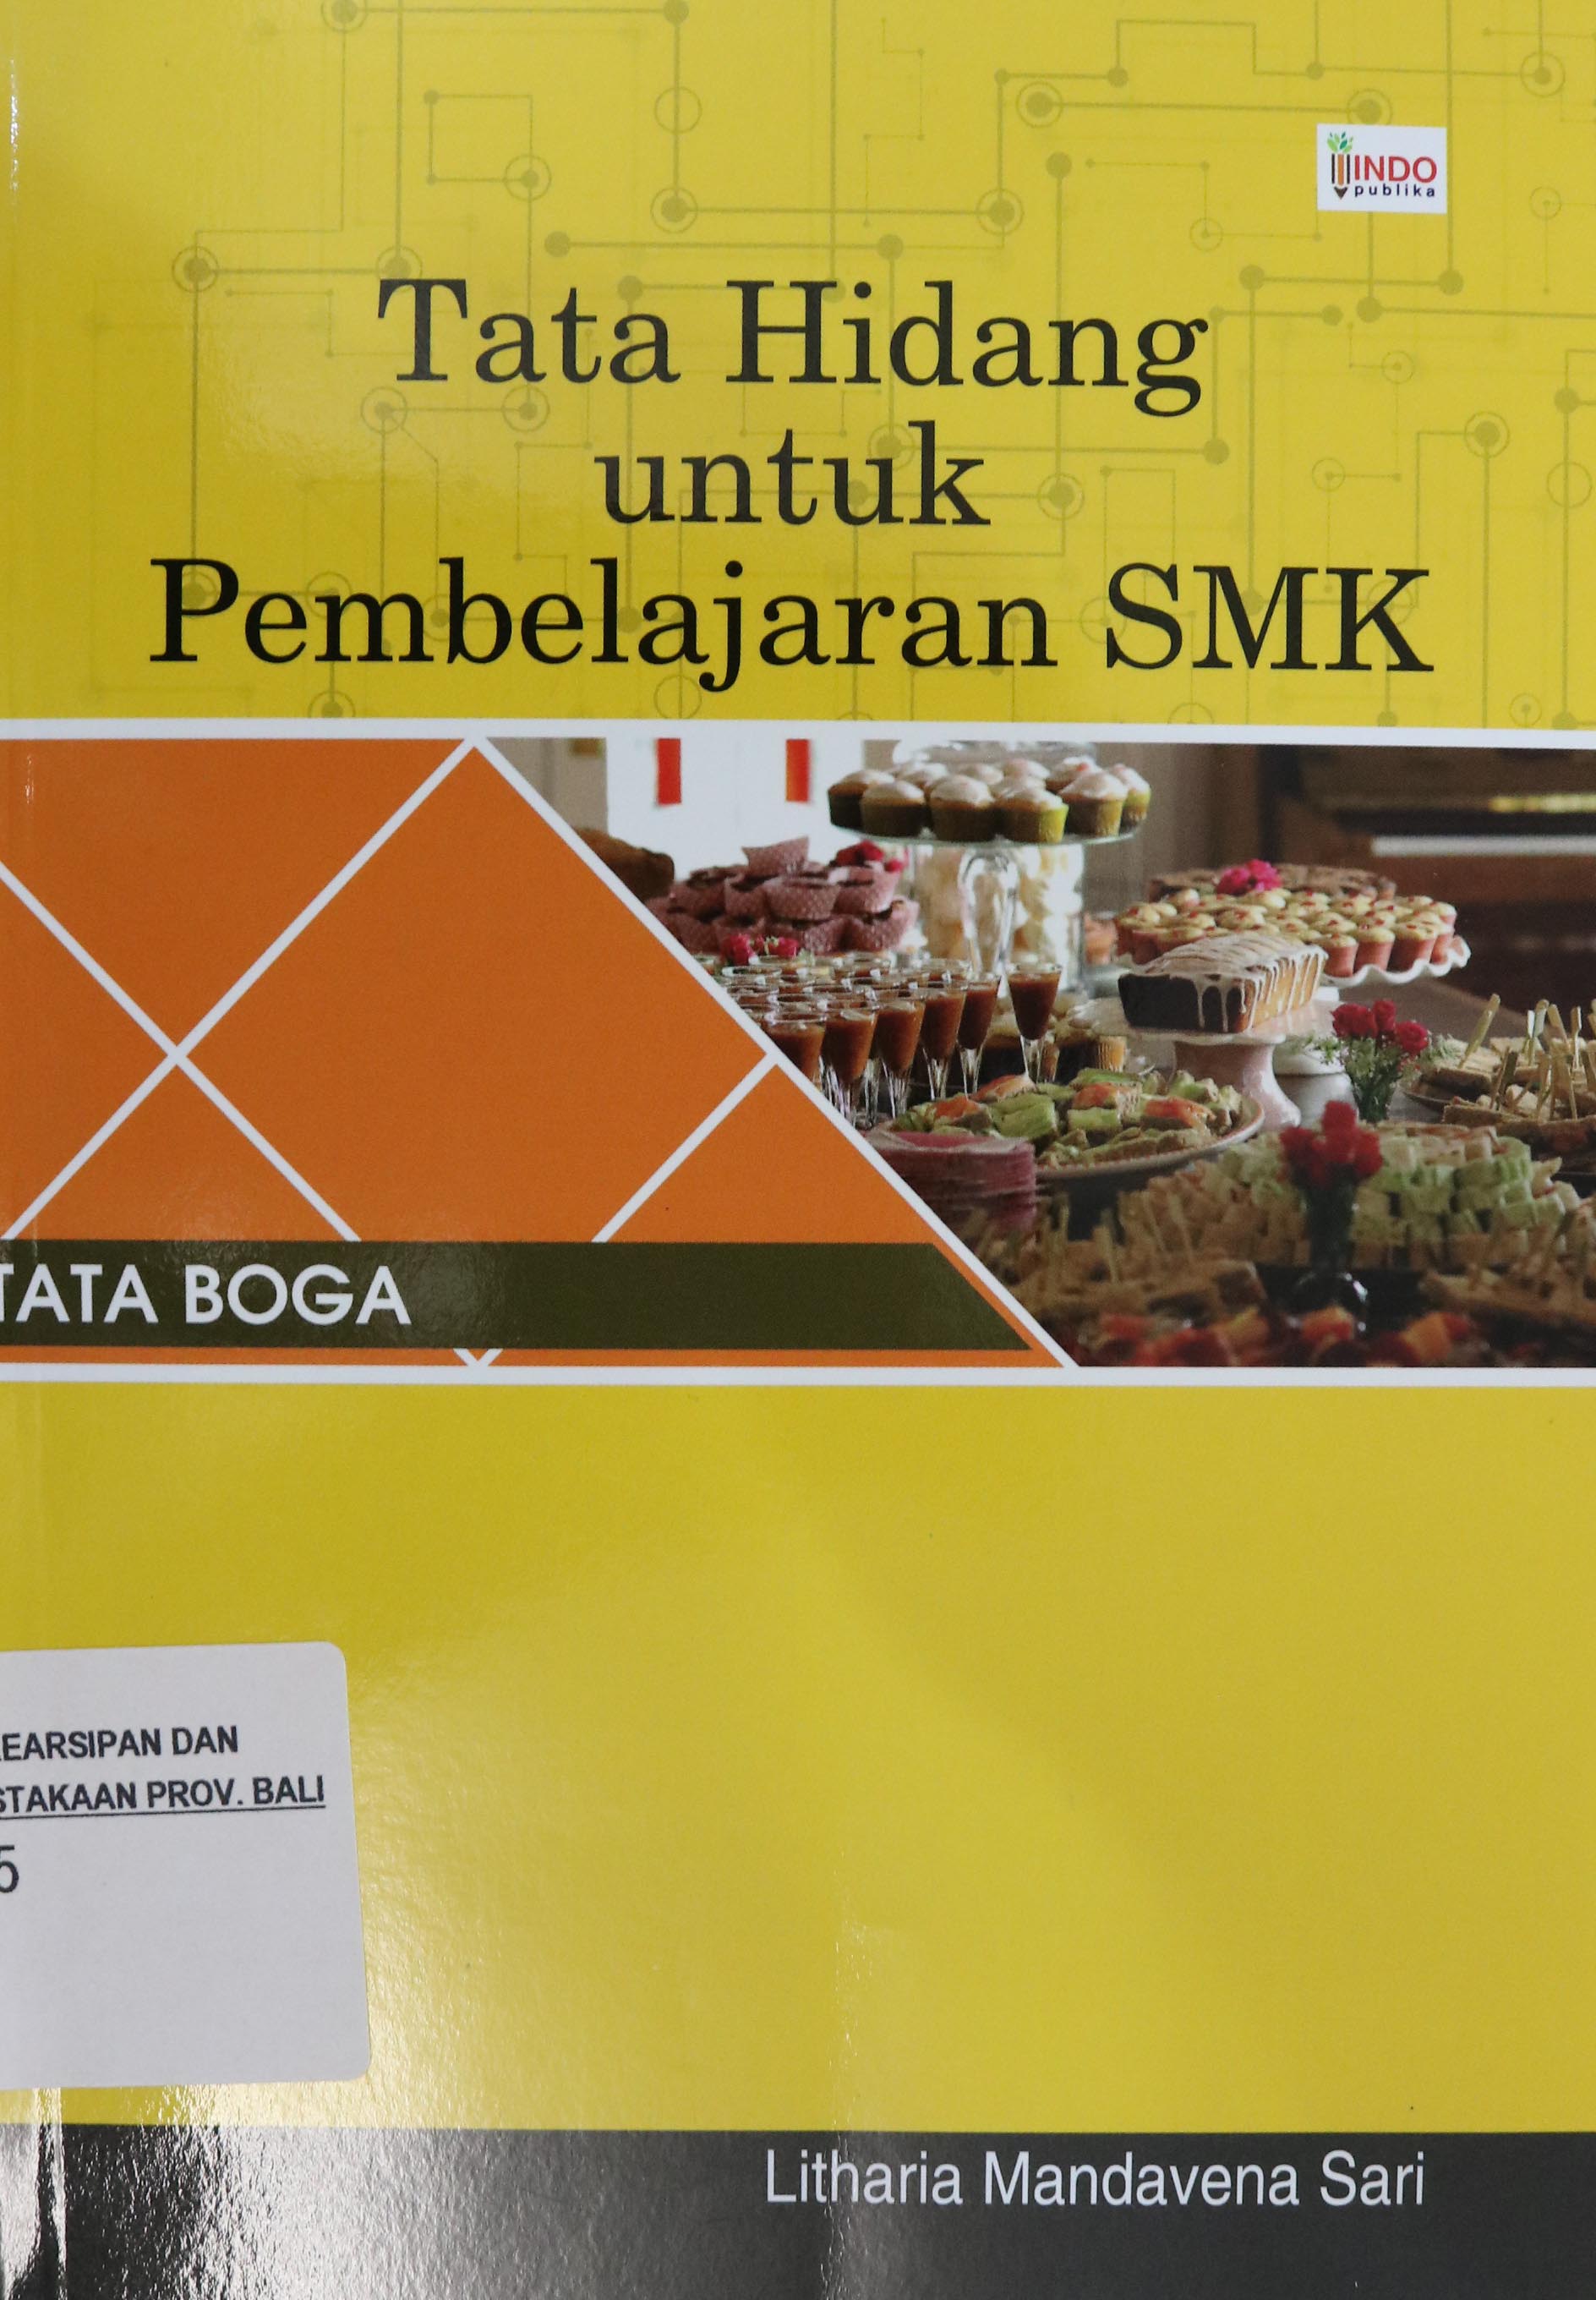 INDO
publika
Tata Hidang
untuk
Pembelajaran SMK
TATA BOGA
EARSIPAN DAN
STAKAAN PROV. BALI
5
Litharia Mandavena Sari